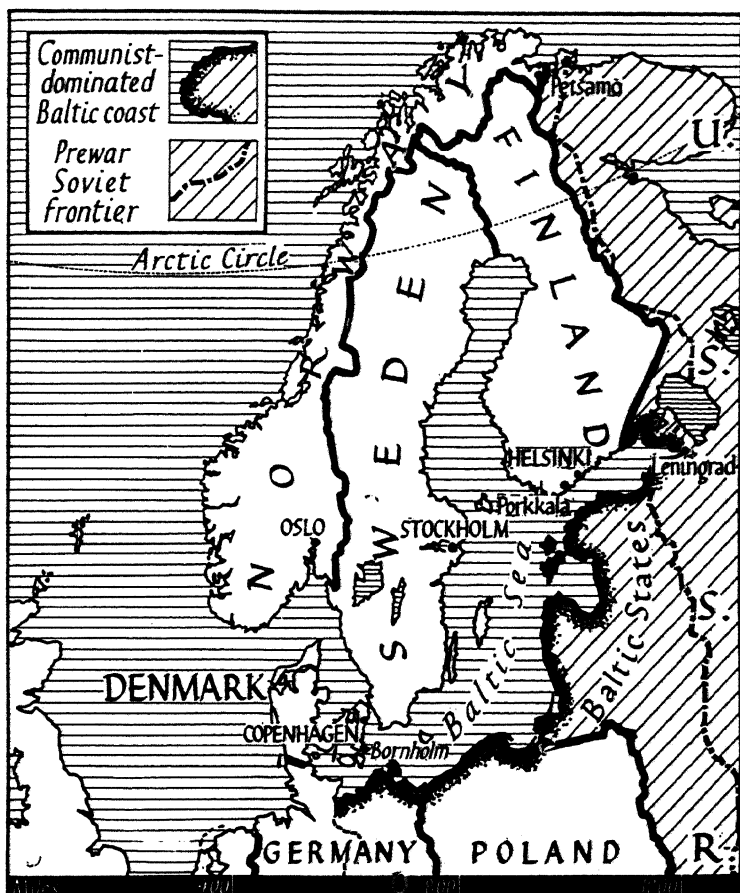 Communist-
dominated
Baltic coast
Prewar
Soviet
frontier
Petsamo
U.
Arctic Circle
NORWAY
SWEDEN
FINLAND
S.
HELSINKI
Leningrad
Porkkala
OSLO
STOCKHOLM
Baltic Sea
Baltic States
S.
DENMARK
COPENHAGEN
Bornholm
GERMANY
POLAND
R.